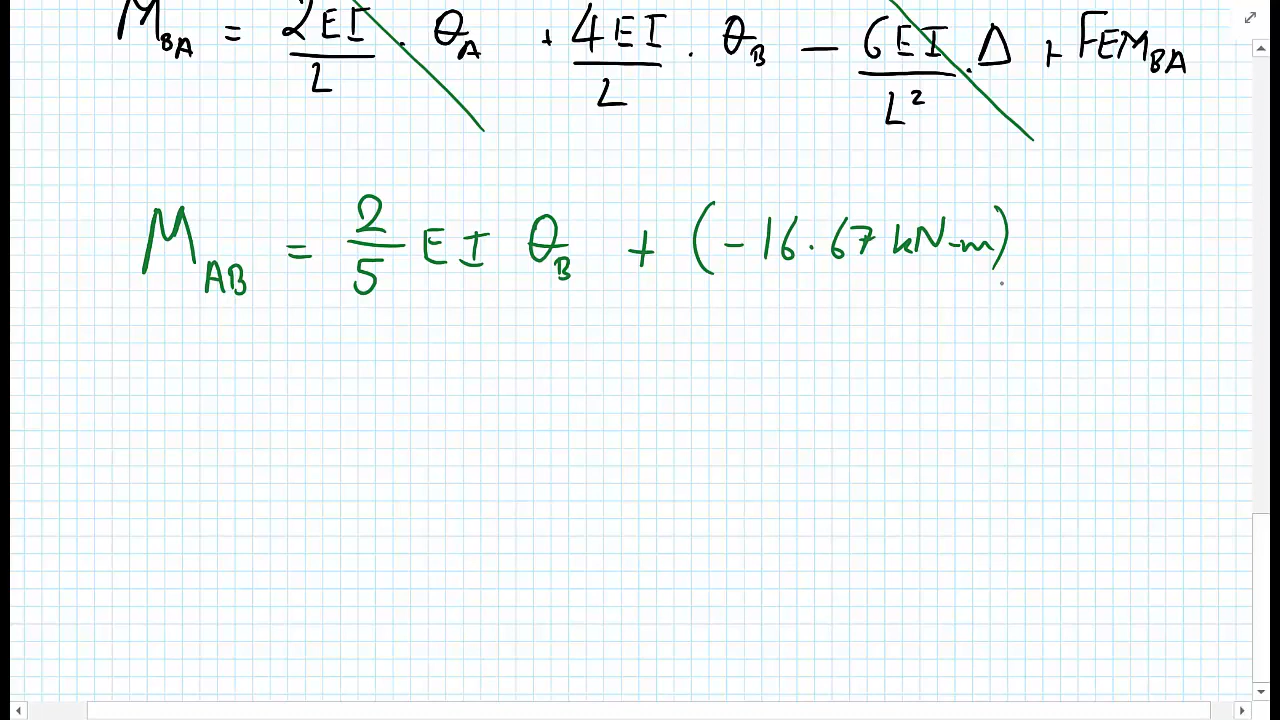 M_BA = 2EI/L · θ_A + 4EI/L · θ_B − 6EI/L² · Δ + FEM_BA
M_AB = 2/5 EI θ_B + (−16.67 kN-m)